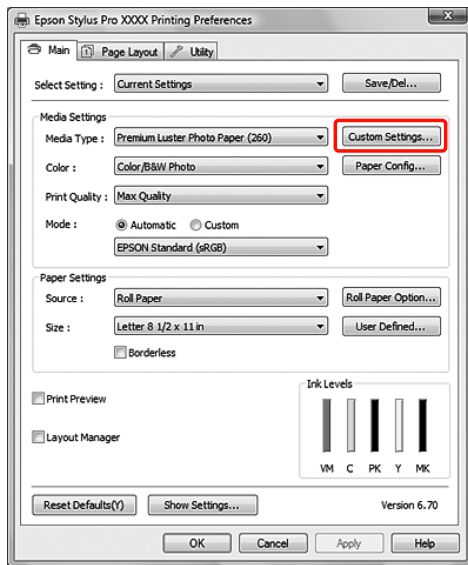 Epson Stylus Pro XXXX Printing Preferences
Main Page Layout Utility
Select Setting : Current Settings Save/Del...
Media Settings
Media Type : Premium Luster Photo Paper (260) Custom Settings...
Color : Color/B&W Photo Paper Config...
Print Quality : Max Quality
Mode : Automatic Custom
EPSON Standard (sRGB)
Paper Settings
Source : Roll Paper Roll Paper Option...
Size : Letter 8 1/2 x 11 in User Defined...
Borderless
Ink Levels
Print Preview
Layout Manager
VM C PK Y MK
Reset Defaults(Y) Show Settings... Version 6.70
OK Cancel Apply Help